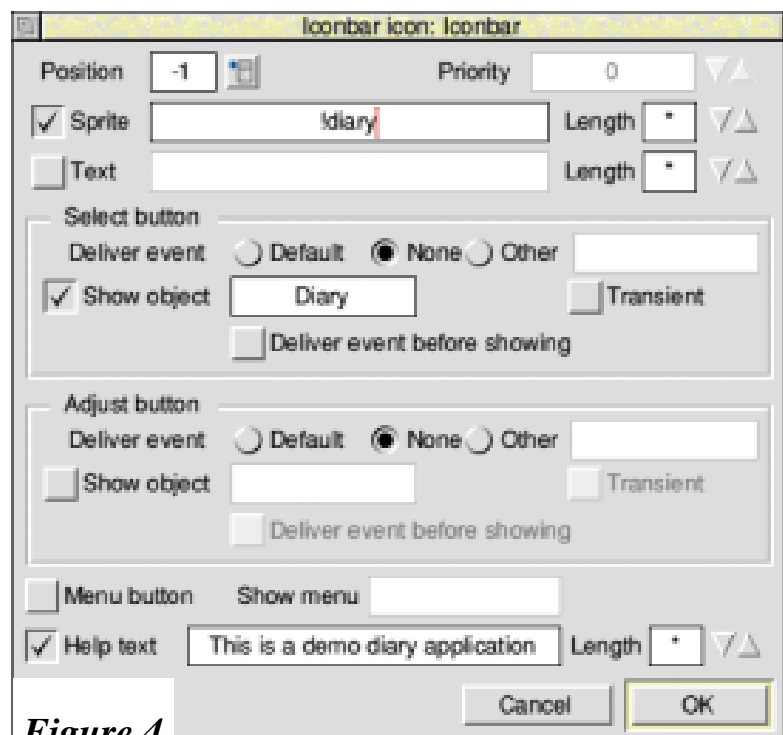 Iconbar icon: Iconbar
Position -1 Priority 0
Sprite !diary Length *
Text Length *
Select button
Deliver event Default None Other
Show object Diary Transient
Deliver event before showing
Adjust button
Deliver event Default None Other
Show object Transient
Deliver event before showing
Menu button Show menu
Help text This is a demo diary application Length *
Cancel OK
Figure 4